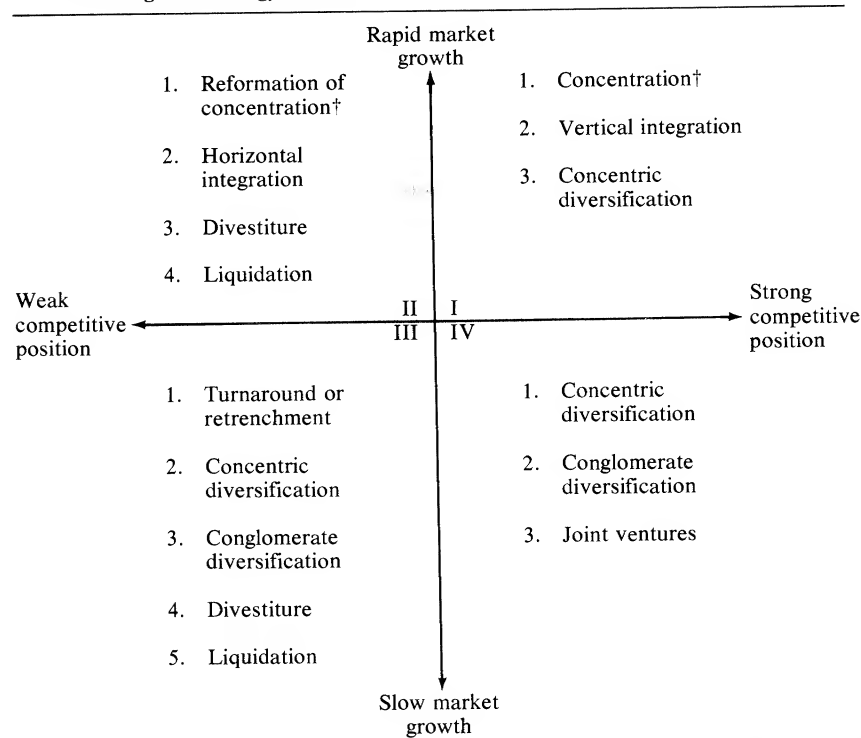 Rapid market
growth
1. Reformation of
concentration†
2. Horizontal
integration
3. Divestiture
4. Liquidation
1. Concentration†
2. Vertical integration
3. Concentric
diversification
Weak
competitive
position
II I
III IV
Strong
competitive
position
1. Turnaround or
retrenchment
2. Concentric
diversification
3. Conglomerate
diversification
4. Divestiture
5. Liquidation
1. Concentric
diversification
2. Conglomerate
diversification
3. Joint ventures
Slow market
growth